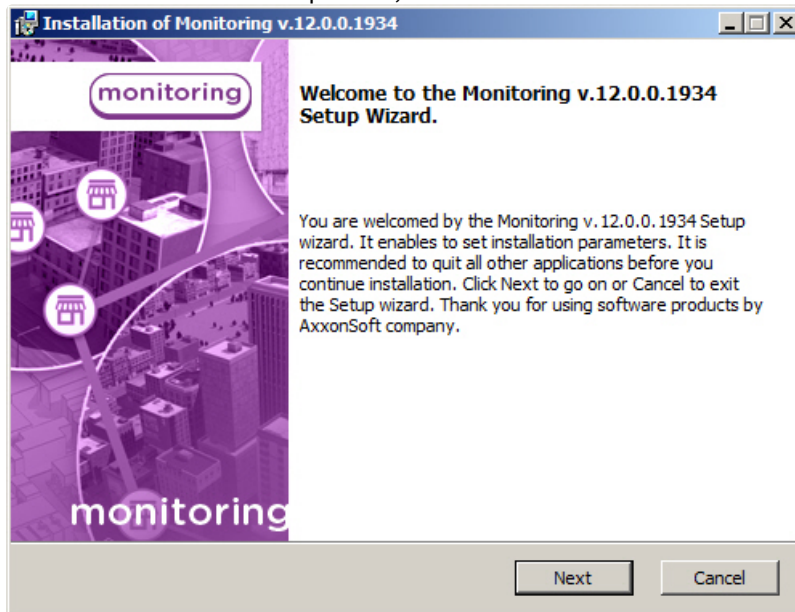 Installation of Monitoring v.12.0.0.1934
monitoring
Welcome to the Monitoring v.12.0.0.1934
Setup Wizard.
You are welcomed by the Monitoring v.12.0.0.1934 Setup
wizard. It enables to set installation parameters. It is
recommended to quit all other applications before you
continue installation. Click Next to go on or Cancel to exit
the Setup wizard. Thank you for using software products by
AxxonSoft company.
monitoring
Next
Cancel